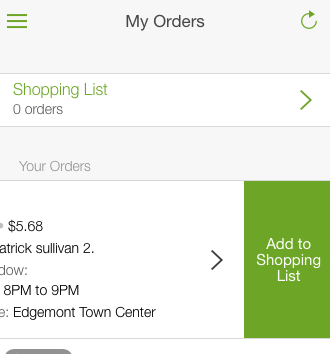 My Orders
Shopping List
0 orders
Your Orders
$5.68
atrick sullivan 2.
dow:
8PM to 9PM
e: Edgemont Town Center
Add to
Shopping
List